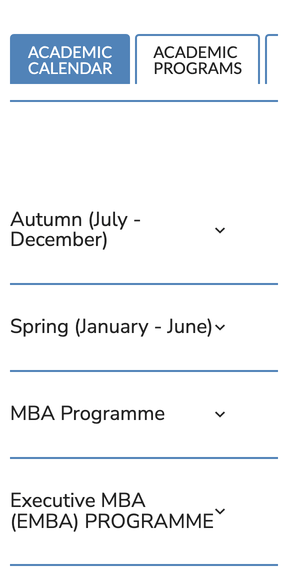 ACADEMIC
CALENDAR
ACADEMIC
PROGRAMS
Autumn (July -
December)
Spring (January - June)
MBA Programme
Executive MBA
(EMBA) PROGRAMME